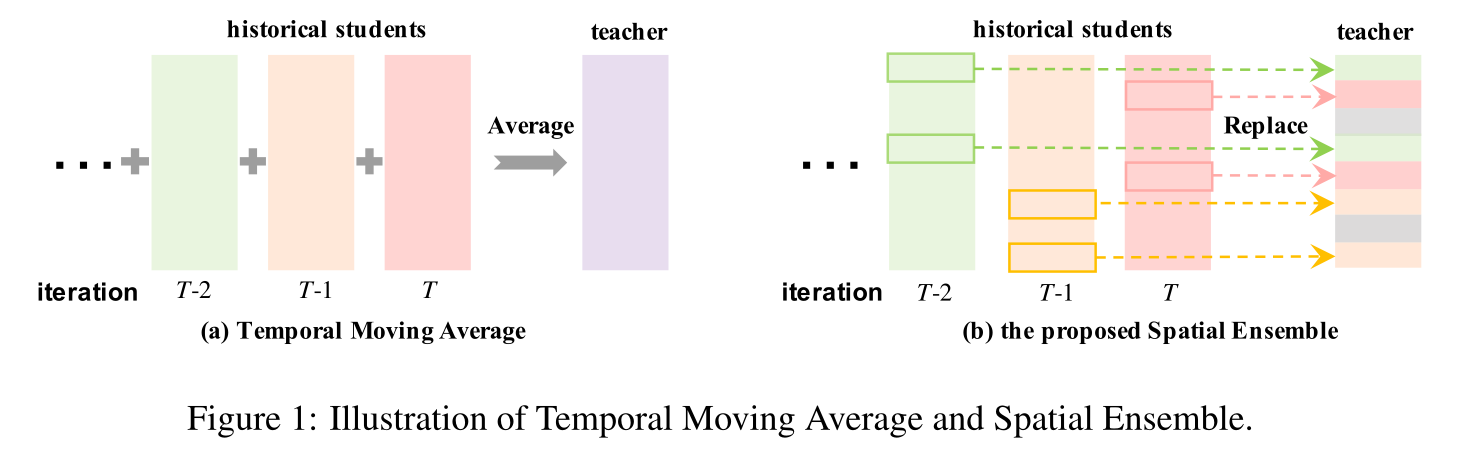 historical students teacher
Average
... + + +
iteration T-2 T-1 T
(a) Temporal Moving Average
historical students teacher
Replace
...
iteration T-2 T-1 T
(b) the proposed Spatial Ensemble
Figure 1: Illustration of Temporal Moving Average and Spatial Ensemble.